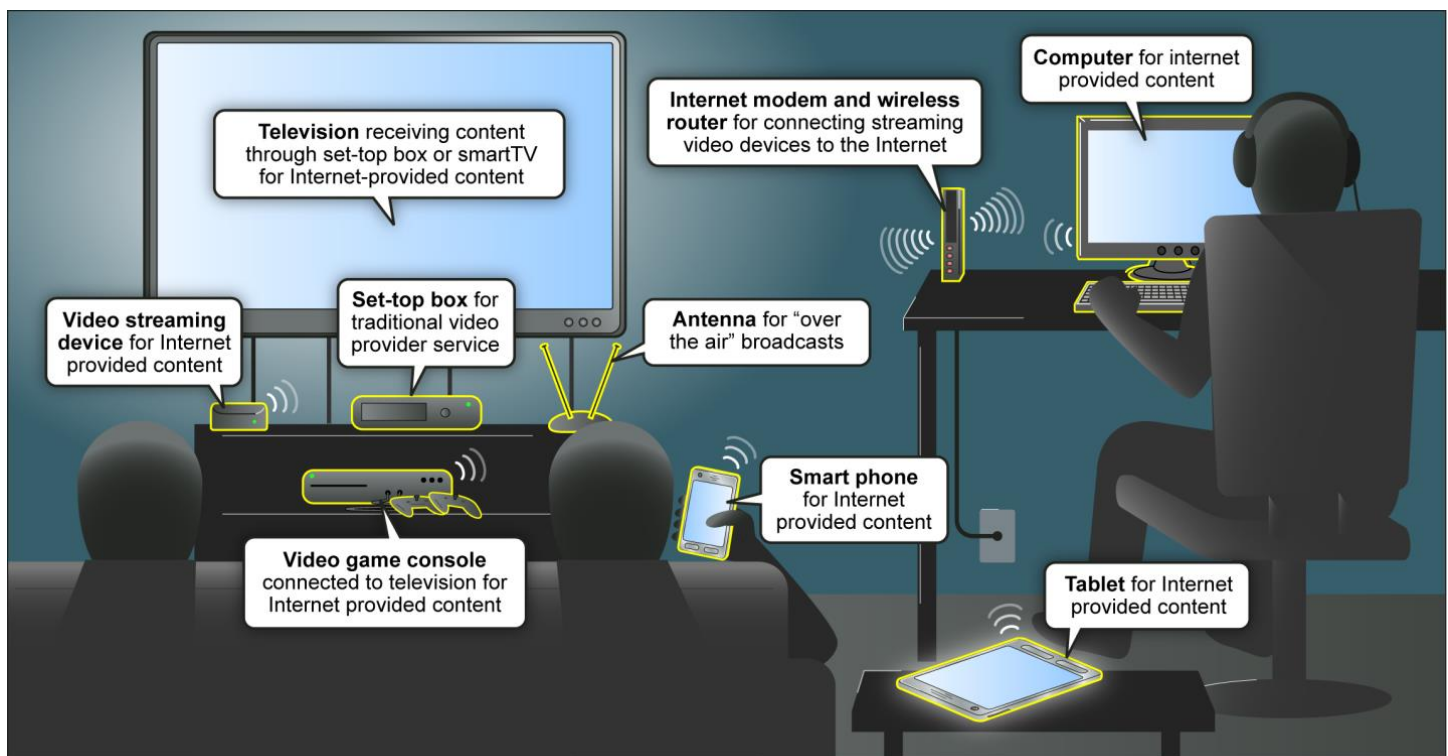 Television receiving content
through set-top box or smartTV
for Internet-provided content
Internet modem and wireless
router for connecting streaming
video devices to the Internet
Computer for internet
provided content
Video streaming
device for Internet
provided content
Set-top box for
traditional video
provider service
Antenna for “over
the air” broadcasts
Video game console
connected to television for
Internet provided content
Smart phone
for Internet
provided content
Tablet for Internet
provided content